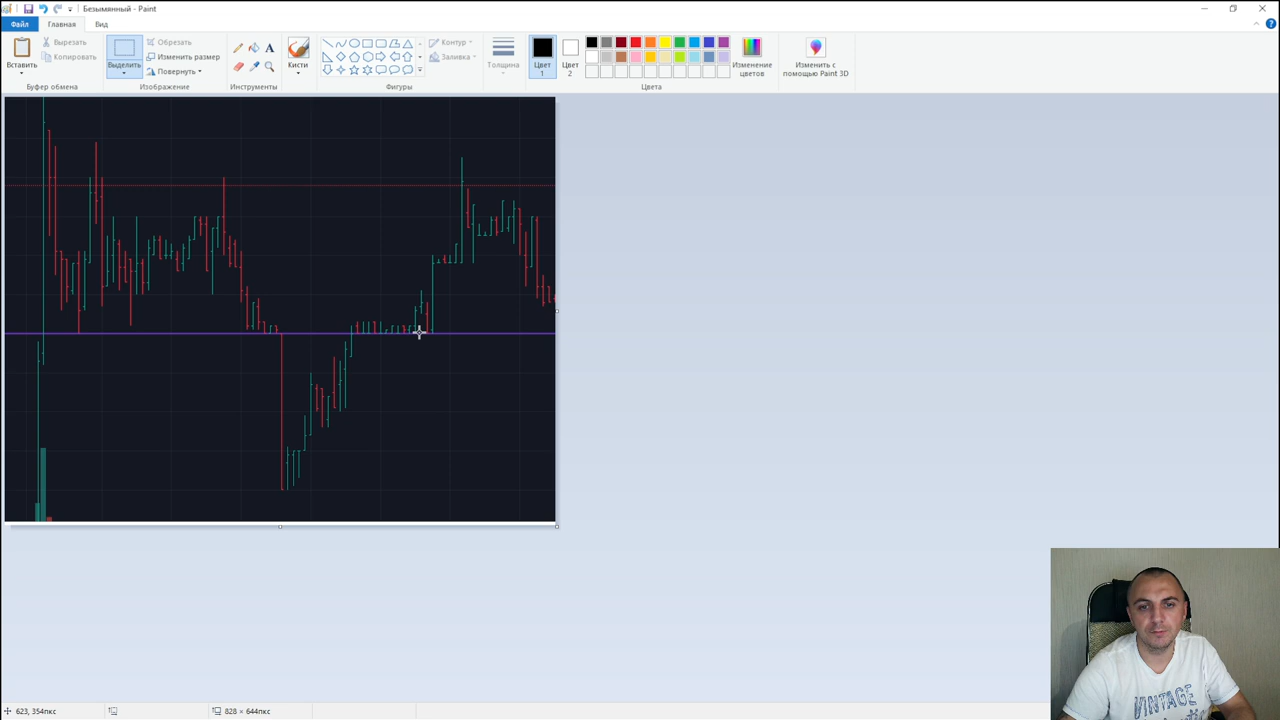 Безымянный - Paint
Файл
Главная
Вид
Вставить
Вырезать
Копировать
Буфер обмена
Выделить
Обрезать
Изменить размер
Повернуть
Изображение
A
Инструменты
Кисти
Контур
Заливка
Фигуры
Толщина
Цвет 1
Цвет 2
Изменение цветов
Цвета
Изменить с помощью Paint 3D
VINTAGE
623, 354пкс
828 × 644пкс